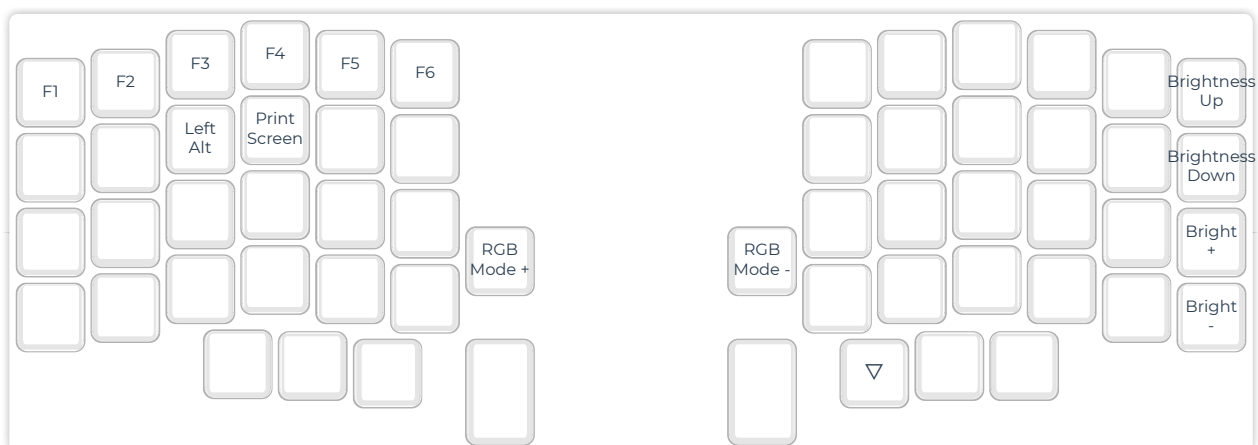 F1
F2
F3
F4
F5
F6
Brightness
Up
Left
Alt
Print
Screen
Brightness
Down
RGB
Mode +
RGB
Mode -
Bright
+
Bright
-
▽